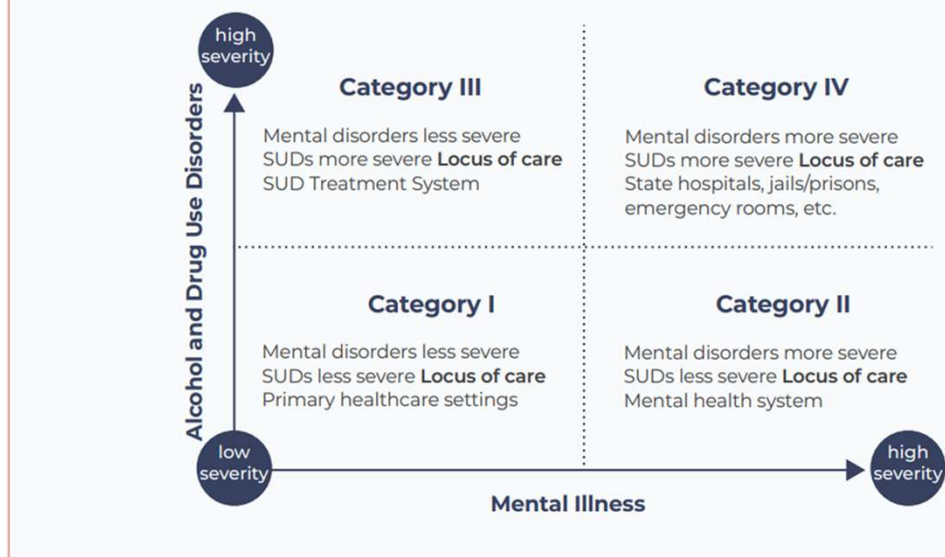 high
severity
Alcohol and Drug Use Disorders
Category III
Mental disorders less severe
SUDs more severe Locus of care
SUD Treatment System
Category IV
Mental disorders more severe
SUDs more severe Locus of care
State hospitals, jails/prisons,
emergency rooms, etc.
Category I
Mental disorders less severe
SUDs less severe Locus of care
Primary healthcare settings
Category II
Mental disorders more severe
SUDs less severe Locus of care
Mental health system
low
severity
high
severity
Mental Illness